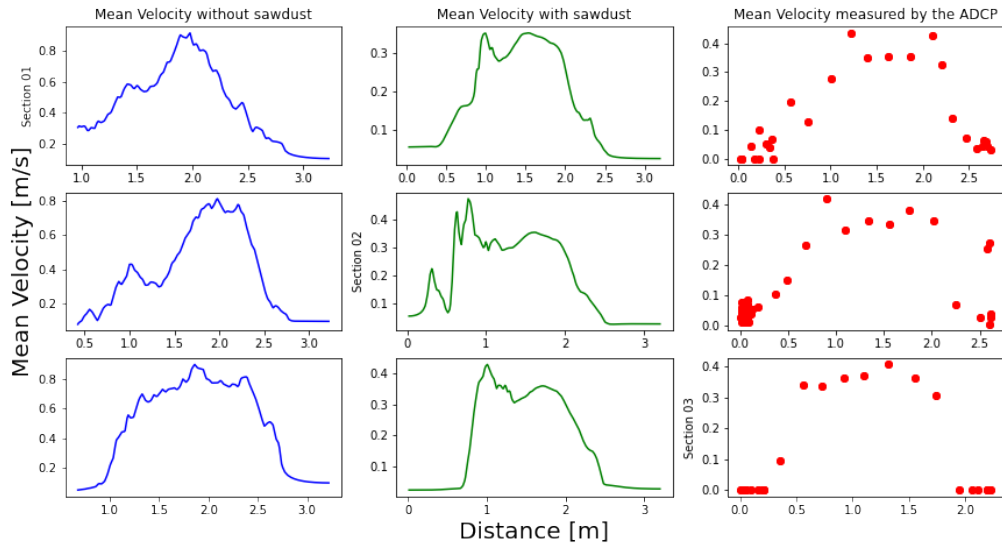 Mean Velocity without sawdust
Mean Velocity with sawdust
Mean Velocity measured by the ADCP
Mean Velocity [m/s]
Section 01
0.8
0.6
0.4
0.2
1.0 1.5 2.0 2.5 3.0
0.3
0.2
0.1
0.0 0.5 1.0 1.5 2.0 2.5 3.0
0.4
0.3
0.2
0.1
0.0
0.0 0.5 1.0 1.5 2.0 2.5
0.8
0.6
0.4
0.2
0.5 1.0 1.5 2.0 2.5 3.0
Section 02
0.4
0.3
0.2
0.1
0 1 2 3
0.4
0.3
0.2
0.1
0.0
0.0 0.5 1.0 1.5 2.0 2.5
0.8
0.6
0.4
0.2
1.0 1.5 2.0 2.5 3.0
0.4
0.3
0.2
0.1
0 1 2 3
Section 03
0.4
0.3
0.2
0.1
0.0
0.0 0.5 1.0 1.5 2.0
Distance [m]